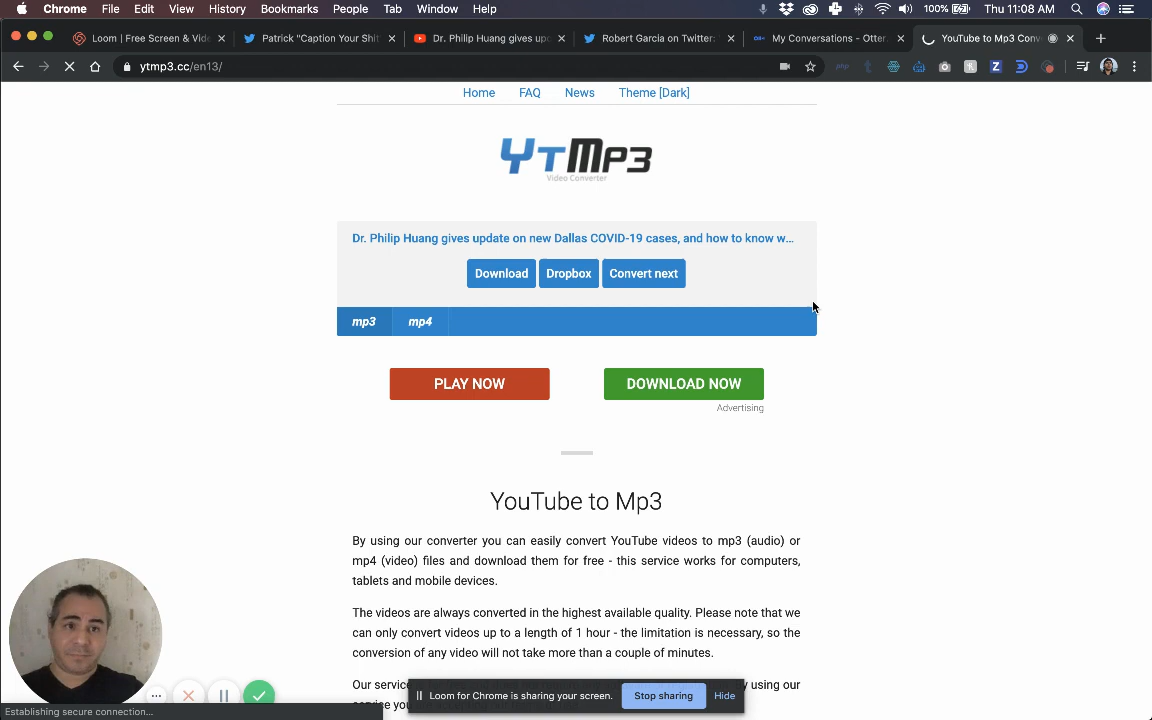 Chrome File Edit View History Bookmarks People Tab Window Help 100% Thu 11:08 AM
Loom | Free Screen & Vide
Patrick "Caption Your Shit
Dr. Philip Huang gives up
Robert Garcia on Twitter:
My Conversations - Otter.
YouTube to Mp3 Conv
ytmp3.cc/en13/
php
Home FAQ News Theme [Dark]
YTMP3
Video Converter
Dr. Philip Huang gives update on new Dallas COVID-19 cases, and how to know w...
Download Dropbox Convert next
mp3 mp4
PLAY NOW DOWNLOAD NOW
Advertising
YouTube to Mp3
By using our converter you can easily convert YouTube videos to mp3 (audio) or
mp4 (video) files and download them for free - this service works for computers,
tablets and mobile devices.
The videos are always converted in the highest available quality. Please note that we
can only convert videos up to a length of 1 hour - the limitation is necessary, so the
conversion of any video will not take more than a couple of minutes.
Our service
using our
Loom for Chrome is sharing your screen. Stop sharing Hide
service you
Establishing secure connection...